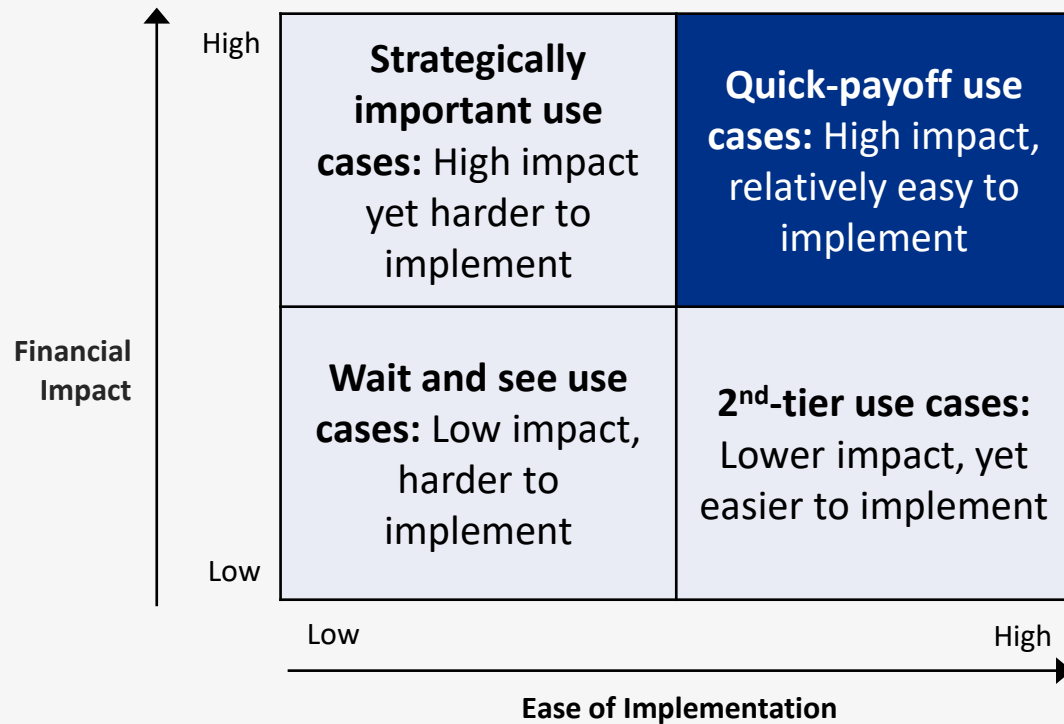 High
Strategically
important use
cases: High impact
yet harder to
implement
Quick-payoff use
cases: High impact,
relatively easy to
implement
Financial
Impact
Wait and see use
cases: Low impact,
harder to
implement
2nd-tier use cases:
Lower impact, yet
easier to implement
Low
Low
High
Ease of Implementation